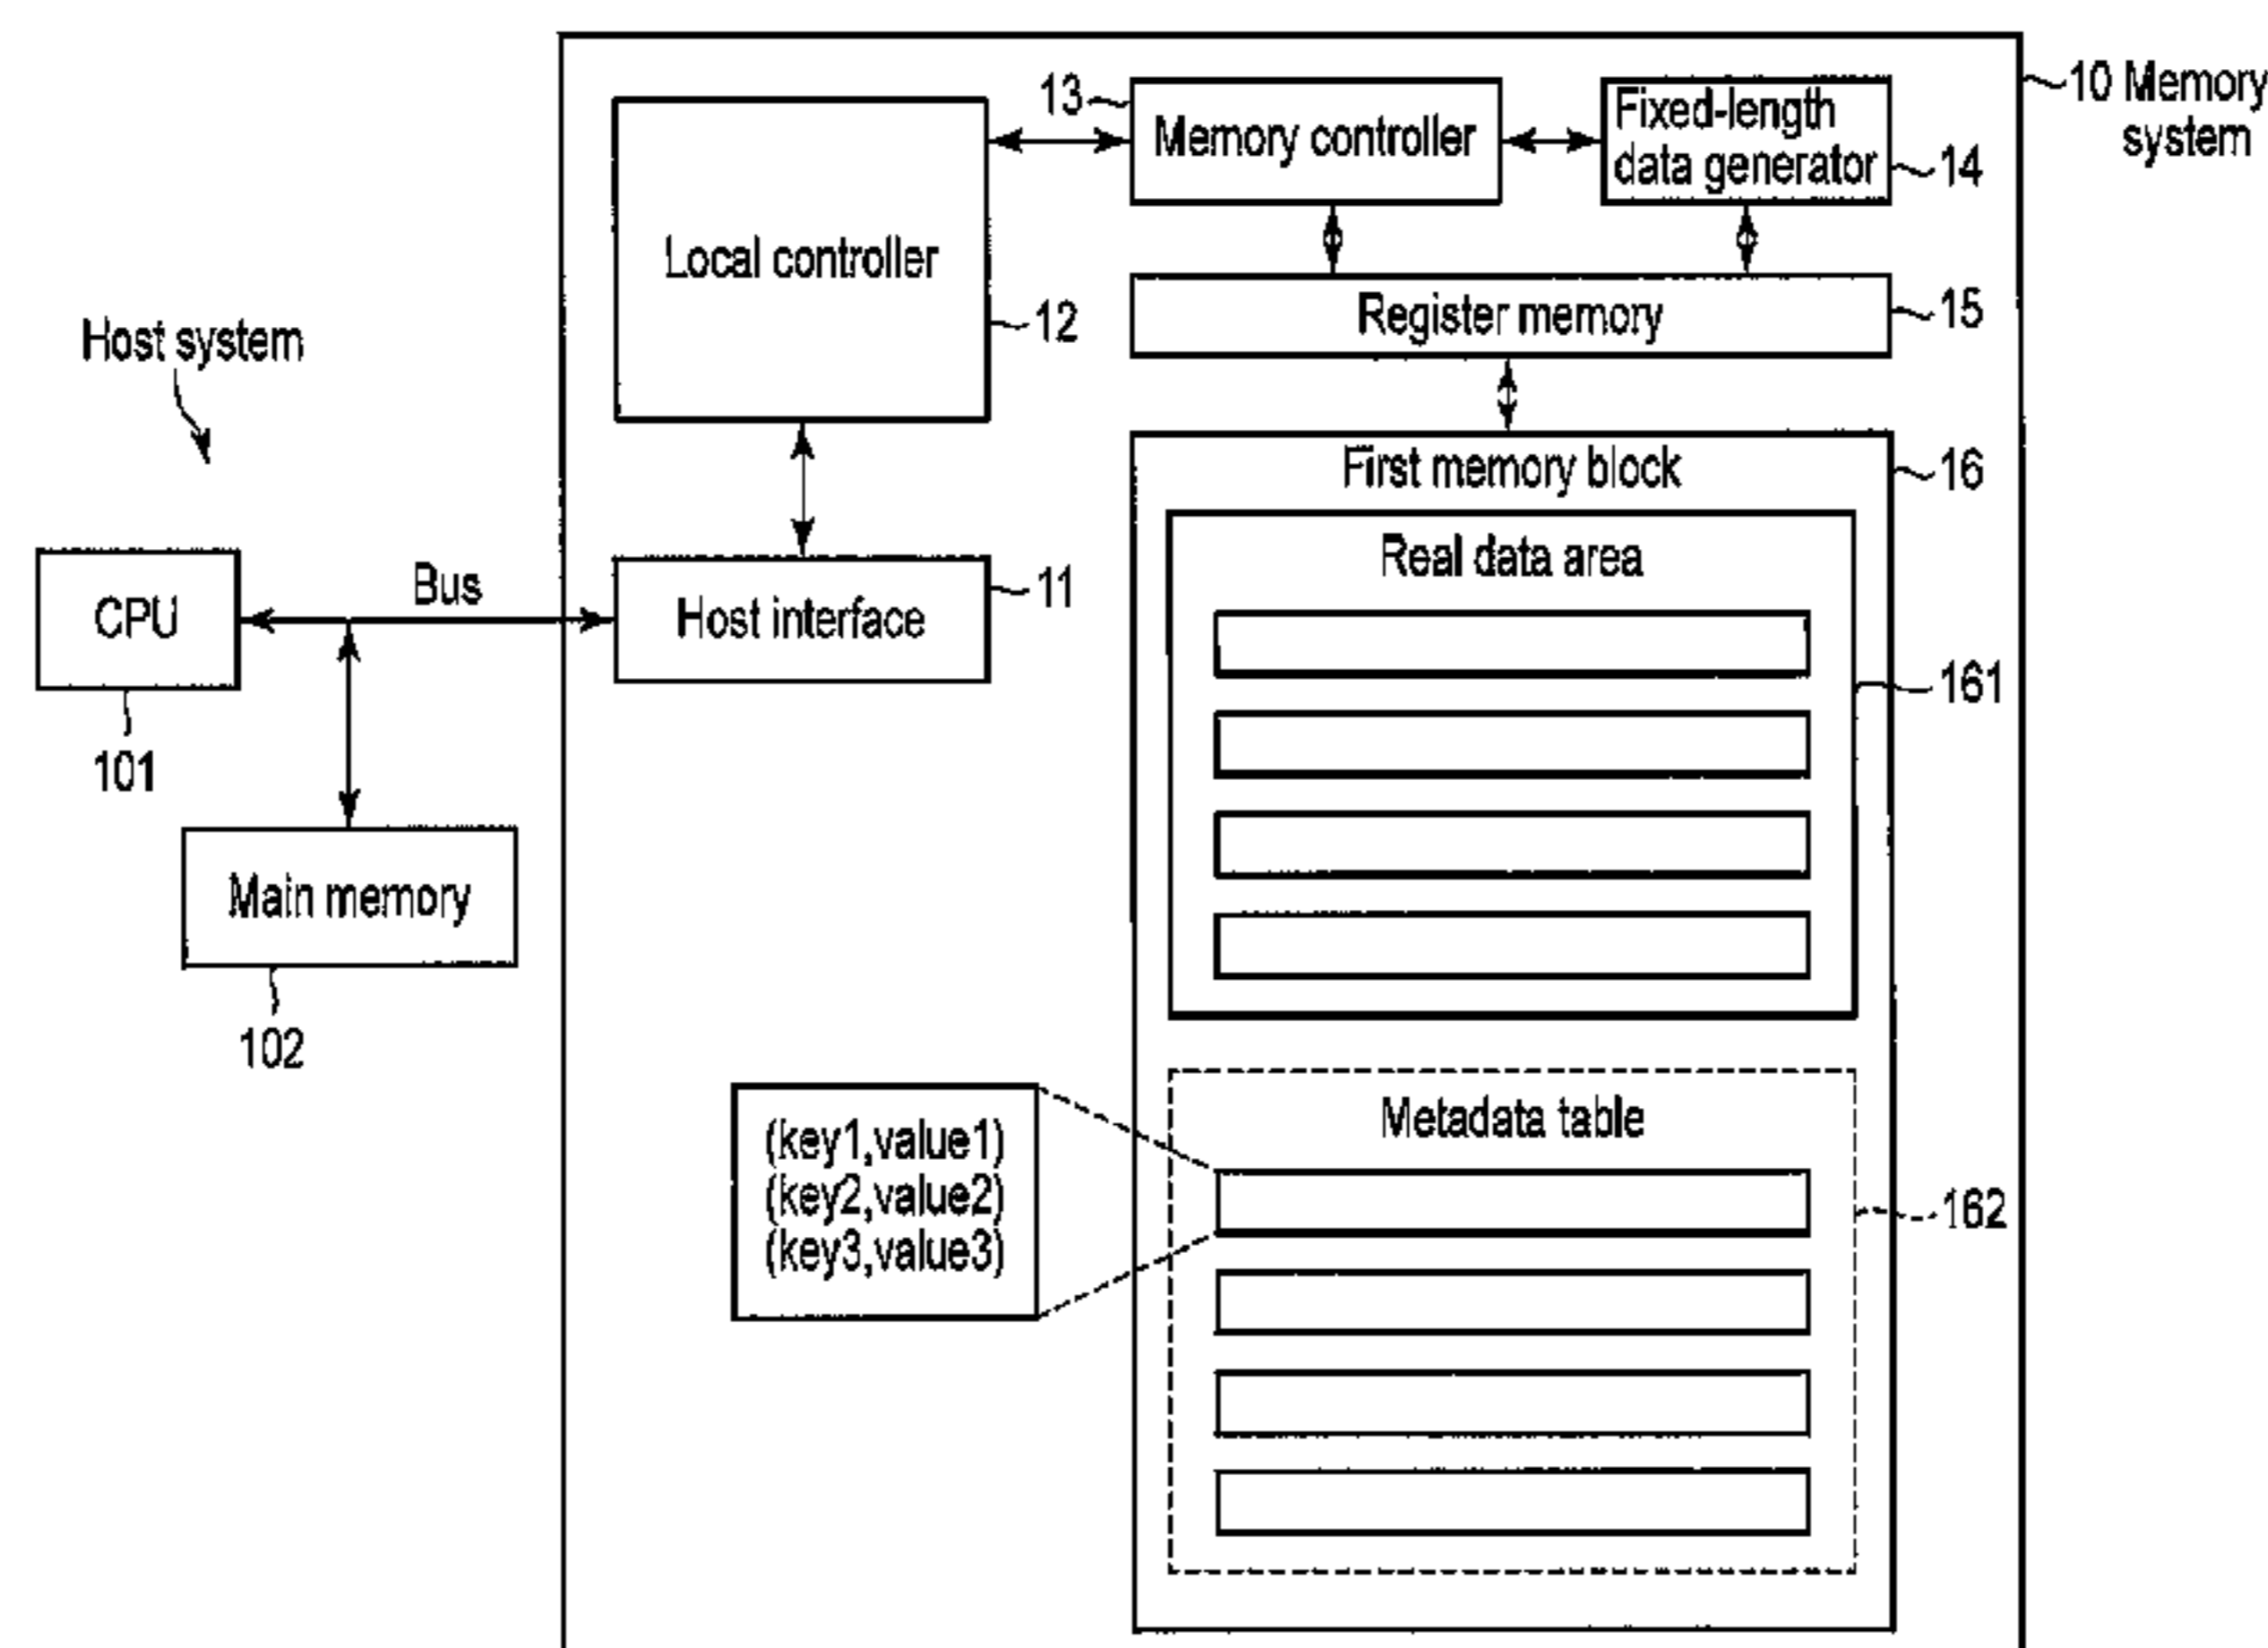 10 Memory
system
13
Memory controller
Fixed-length
data generator
14
Local controller
12
Register memory
15
Host system
First memory block
16
Real data area
CPU
Bus
Host interface
11
161
101
Main memory
102
Metadata table
(key1,value1)
(key2,value2)
(key3,value3)
162